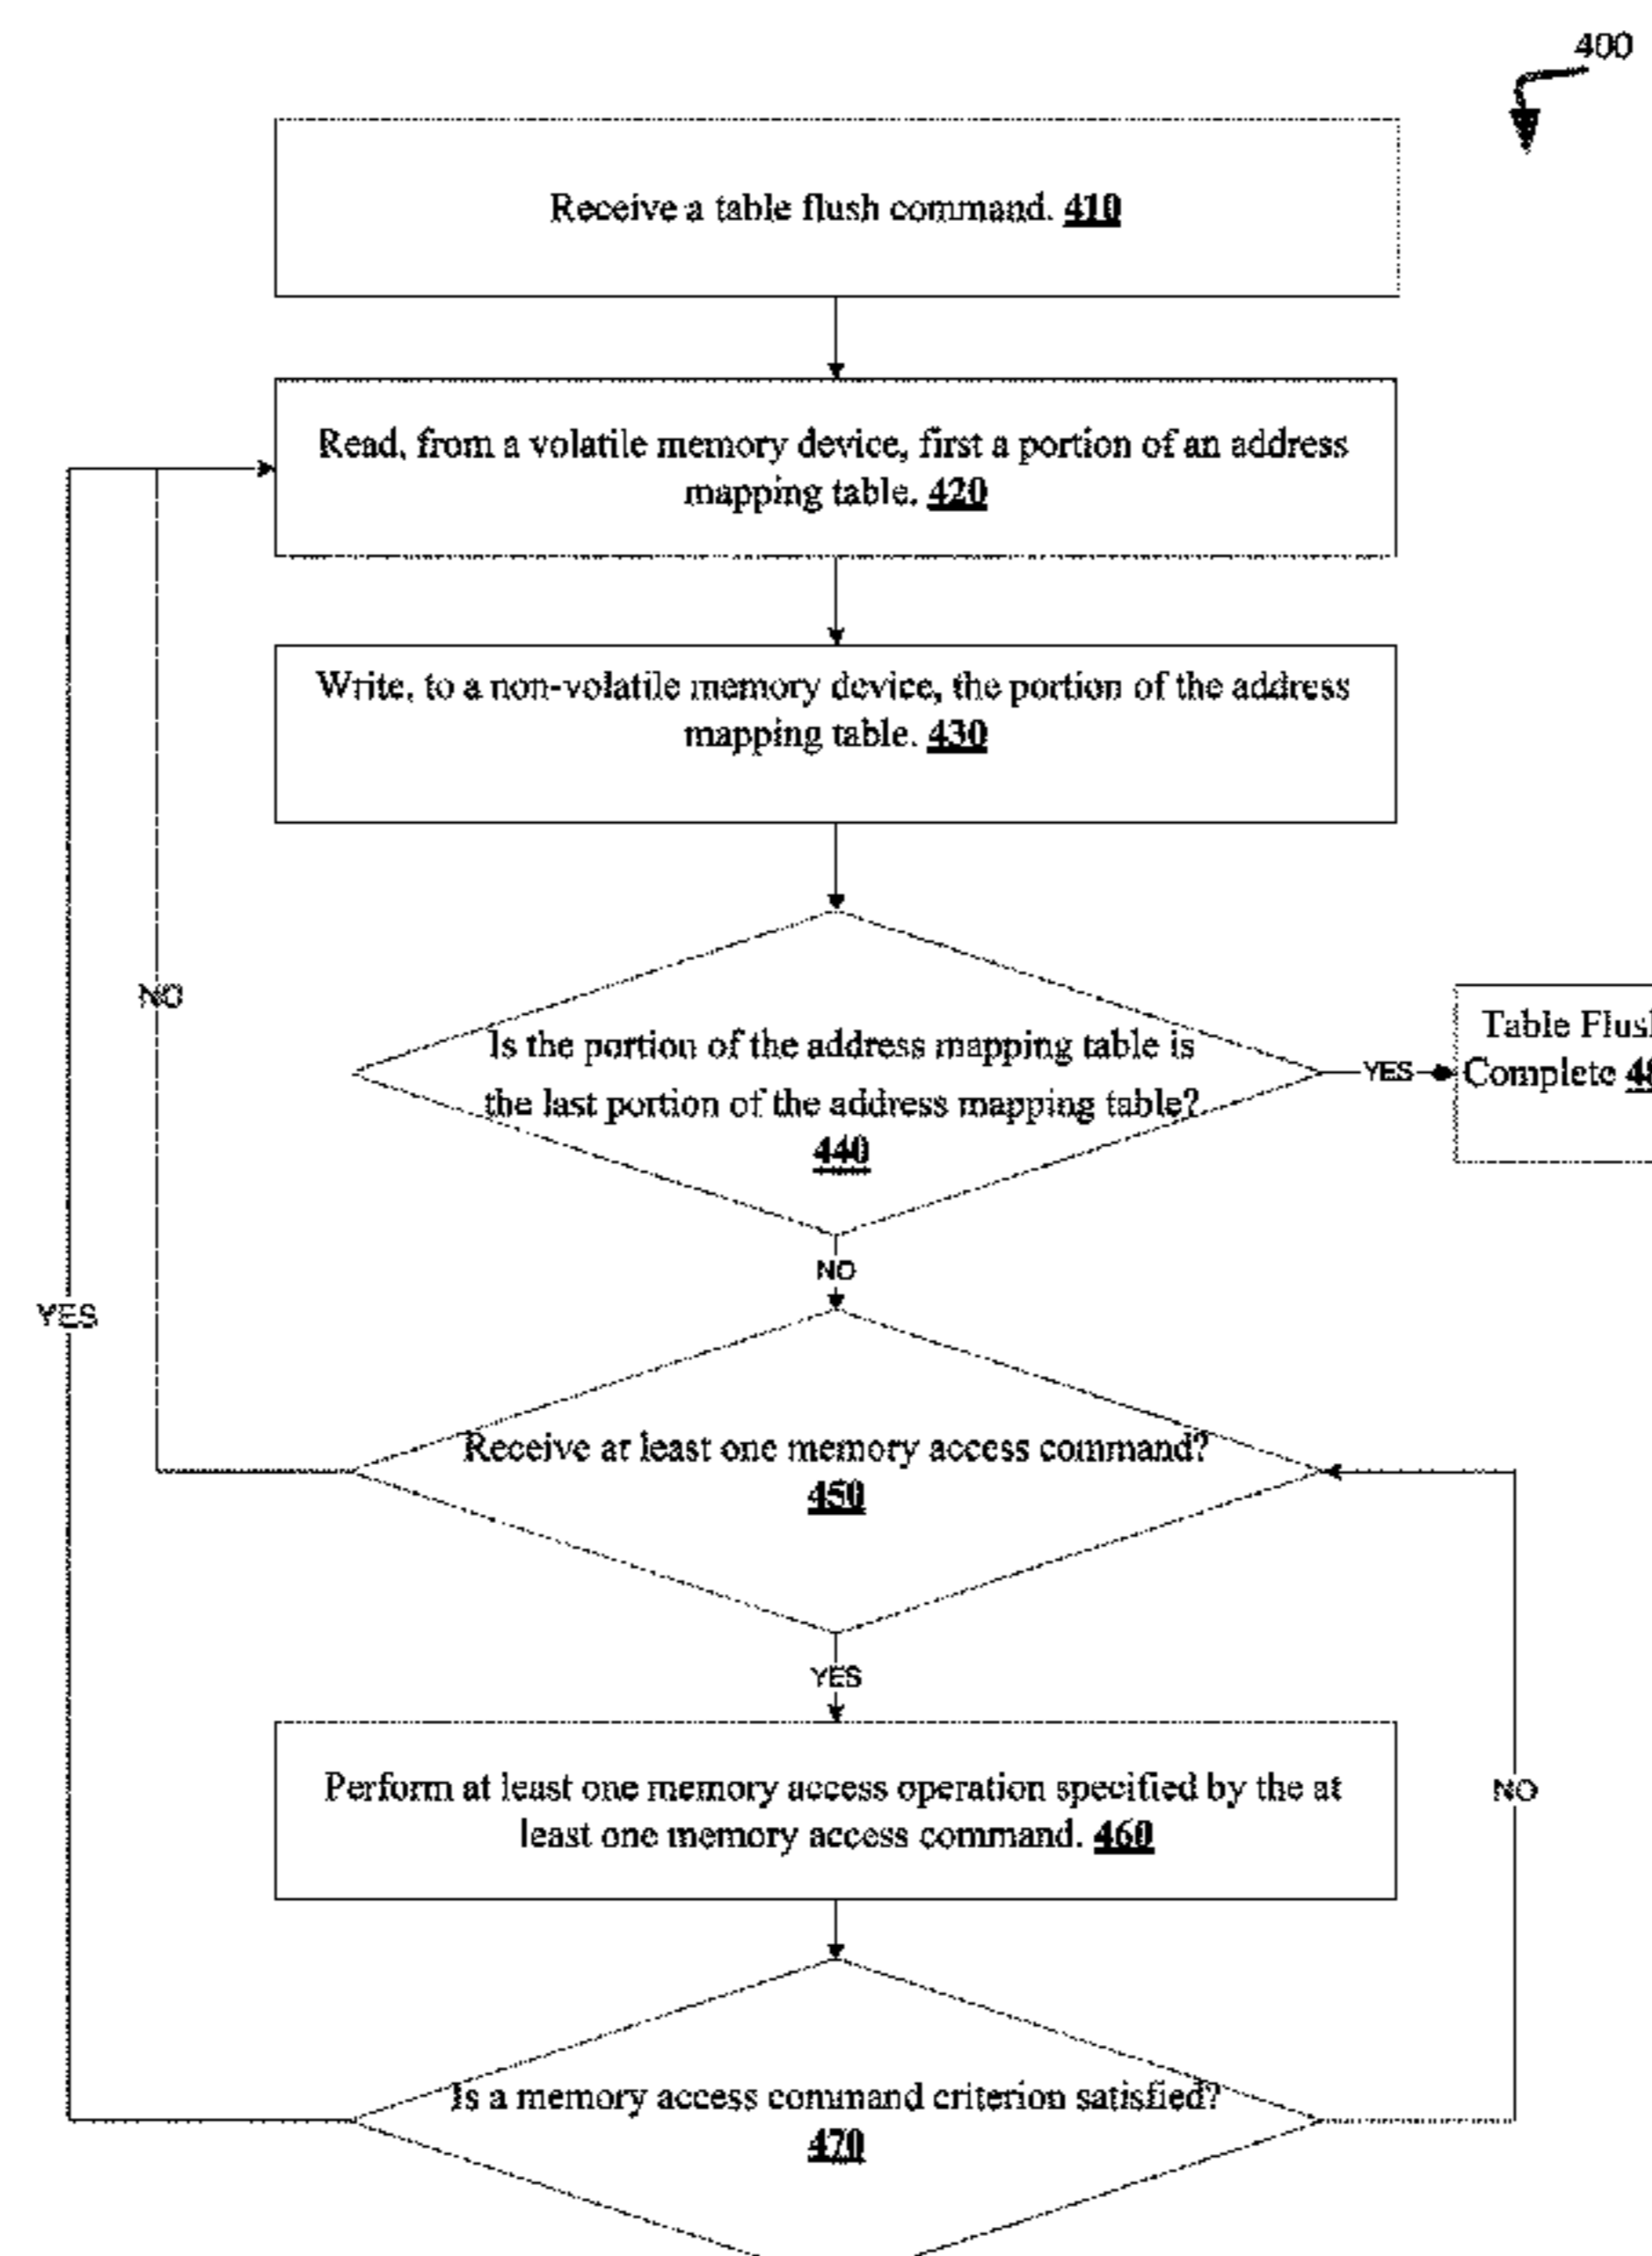 400
Receive a table flush command. 410
Read, from a volatile memory device, first a portion of an address
mapping table. 420
Write, to a non-volatile memory device, the portion of the address
mapping table. 430
NO
Is the portion of the address mapping table is
the last portion of the address mapping table?
440
YES
Table
Complete
NO
YES
Receive at least one memory access command?
450
YES
Perform at least one memory access operation specified by the at
least one memory access command. 460
NO
Is a memory access command criterion satisfied?
470